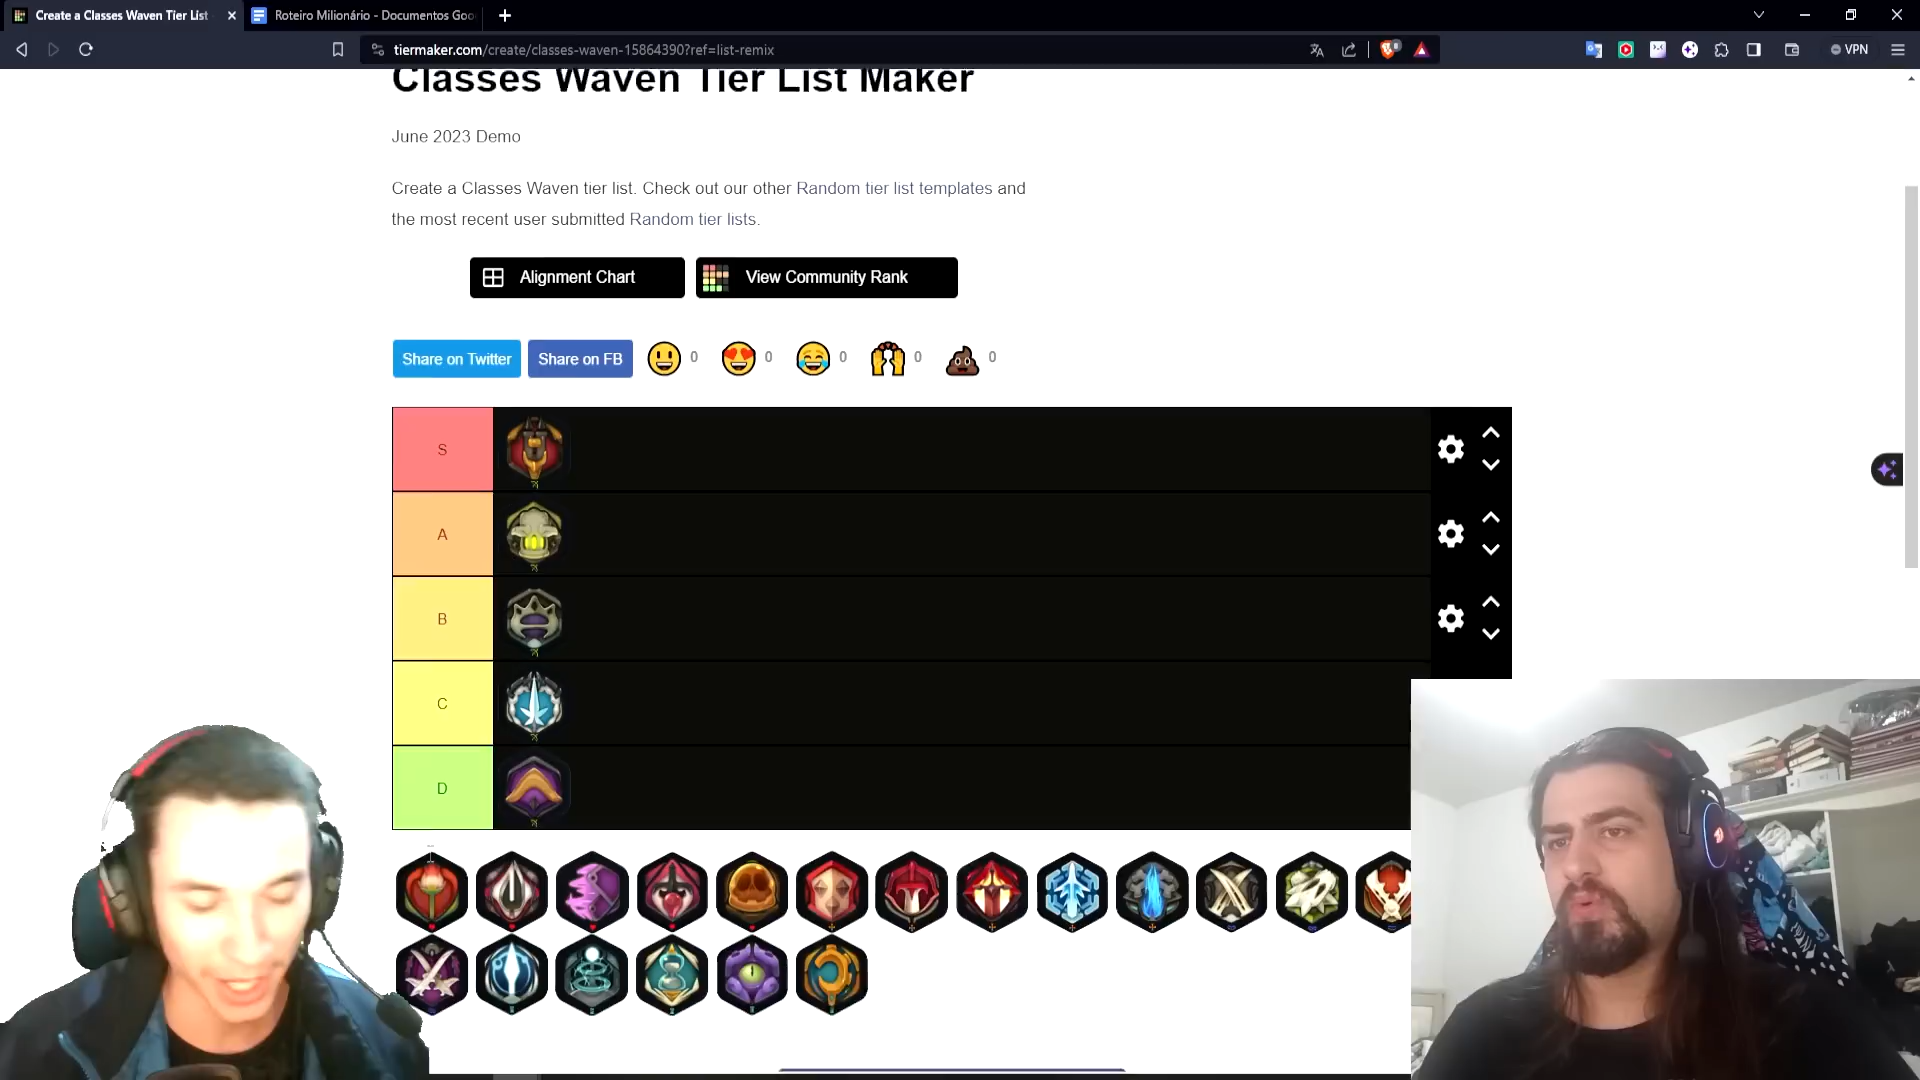 Create a Classes Waven Tier List
Roteiro Milionário - Documentos Goo
tiermaker.com/create/classes-waven-15864390?ref=list-remix
VPN
Classes Waven Tier List Maker
June 2023 Demo
Create a Classes Waven tier list. Check out our other Random tier list templates and
the most recent user submitted Random tier lists.
Alignment Chart
View Community Rank
Share on Twitter
Share on FB
0
0
0
0
0
S
A
B
C
D